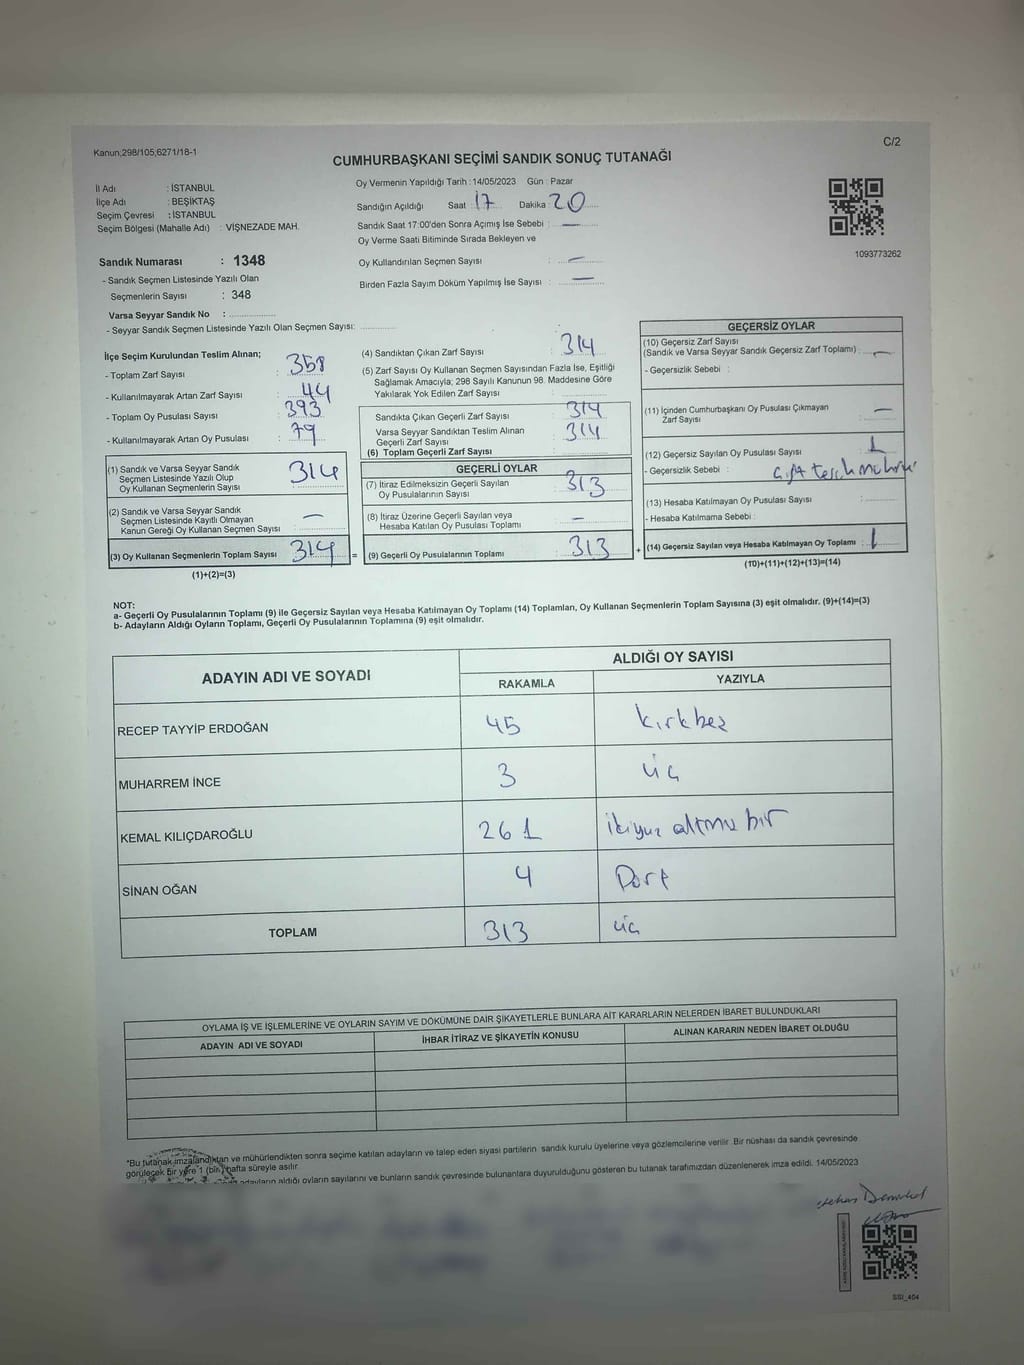 Kanun;298/105;6271/18-1
C/2
CUMHURBAŞKANI SEÇİMİ SANDIK SONUÇ TUTANAĞI
İl Adı : İSTANBUL
İlçe Adı : BEŞİKTAŞ
Seçim Çevresi : İSTANBUL
Seçim Bölgesi (Mahalle Adı) : VİŞNEZADE MAH.
Sandık Numarası : 1348
- Sandık Seçmen Listesinde Yazılı Olan
Seçmenlerin Sayısı : 348
Varsa Seyyar Sandık No :
- Seyyar Sandık Seçmen Listesinde Yazılı Olan Seçmen Sayısı:
Oy Vermenin Yapıldığı Tarih : 14/05/2023 Gün : Pazar
Sandığın Açıldığı Saat : 17 Dakika : 20
Sandık Saat 17:00'den Sonra Açımış İse Sebebi : —
Oy Verme Saati Bitiminde Sırada Bekleyen ve
Oy Kullandırılan Seçmen Sayısı : —
Birden Fazla Sayım Döküm Yapılmış İse Sayısı : —
1093773262
İlçe Seçim Kurulundan Teslim Alınan;
- Toplam Zarf Sayısı : 358
- Kullanılmayarak Artan Zarf Sayısı : 44
- Toplam Oy Pusulası Sayısı : 393
- Kullanılmayarak Artan Oy Pusulası : 79
(1) Sandık ve Varsa Seyyar Sandık
Seçmen Listesinde Yazılı Olup
Oy Kullanan Seçmenlerin Sayısı : 314
(2) Sandık ve Varsa Seyyar Sandık
Seçmen Listesinde Kayıtlı Olmayan
Kanun Gereği Oy Kullanan Seçmen Sayısı : —
(3) Oy Kullanan Seçmenlerin Toplam Sayısı : 314
(1)+(2)=(3)
(4) Sandıktan Çıkan Zarf Sayısı : 314
(5) Zarf Sayısı Oy Kullanan Seçmen Sayısından Fazla İse, Eşitliği
Sağlamak Amacıyla; 298 Sayılı Kanunun 98. Maddesine Göre
Yakılarak Yok Edilen Zarf Sayısı :
Sandıkta Çıkan Geçerli Zarf Sayısı : 314
Varsa Seyyar Sandıktan Teslim Alınan : 314
Geçerli Zarf Sayısı
(6) Toplam Geçerli Zarf Sayısı :
GEÇERLİ OYLAR
(7) İtiraz Edilmeksizin Geçerli Sayılan
Oy Pusulalarının Sayısı : 313
(8) İtiraz Üzerine Geçerli Sayılan veya
Hesaba Katılan Oy Pusulası Toplamı : —
= (9) Geçerli Oy Pusulalarının Toplamı : 313
GEÇERSİZ OYLAR
(10) Geçersiz Zarf Sayısı
(Sandık ve Varsa Seyyar Sandık Geçersiz Zarf Toplamı) : —
- Geçersizlik Sebebi :
(11) İçinden Cumhurbaşkanı Oy Pusulası Çıkmayan
Zarf Sayısı : —
(12) Geçersiz Sayılan Oy Pusulası Sayısı : 1
- Geçersizlik Sebebi :
(13) Hesaba Katılmayan Oy Pusulası Sayısı :
- Hesaba Katılmama Sebebi :
+ (14) Geçersiz Sayılan veya Hesaba Katılmayan Oy Toplamı : 1
(10)+(11)+(12)+(13)=(14)
NOT:
a- Geçerli Oy Pusulalarının Toplamı (9) ile Geçersiz Sayılan veya Hesaba Katılmayan Oy Toplamı (14) Toplamları, Oy Kullanan Seçmenlerin Toplam Sayısına (3) eşit olmalıdır. (9)+(14)=(3)
b- Adayların Aldığı Oyların Toplamı, Geçerli Oy Pusulalarının Toplamına (9) eşit olmalıdır.
ADAYIN ADI VE SOYADI ALDIĞI OY SAYISI
RAKAMLA YAZIYLA
RECEP TAYYİP ERDOĞAN 45 kırkbeş
MUHARREM İNCE 3 üç
KEMAL KILIÇDAROĞLU 261 ikiyüz altmış bir
SİNAN OĞAN 4 Dört
TOPLAM 313 üç
OYLAMA İŞ VE İŞLEMLERİNE VE OYLARIN SAYIM VE DÖKÜMÜNE DAİR ŞİKAYETLERLE BUNLARA AİT KARARLARIN NELERDEN İBARET BULUNDUKLARI
ADAYIN ADI VE SOYADI İHBAR İTİRAZ VE ŞİKAYETİN KONUSU ALINAN KARARIN NEDEN İBARET OLDUĞU
*Bu tutanak imzalandıktan ve mühürlendikten sonra seçime katılan adayların ve talep eden siyasi partilerin sandık kurulu üyelerine veya gözlemcilerine verilir. Bir nüshası da sandık çevresinde
görülecek bir yere 1 (bir) hafta süreyle asılır.
adayların aldığı oyların sayılarını ve bunların sandık çevresinde bulunanlara duyurulduğunu gösteren bu tutanak tarafımızdan düzenlenerek imza edildi. 14/05/2023
SSI_404